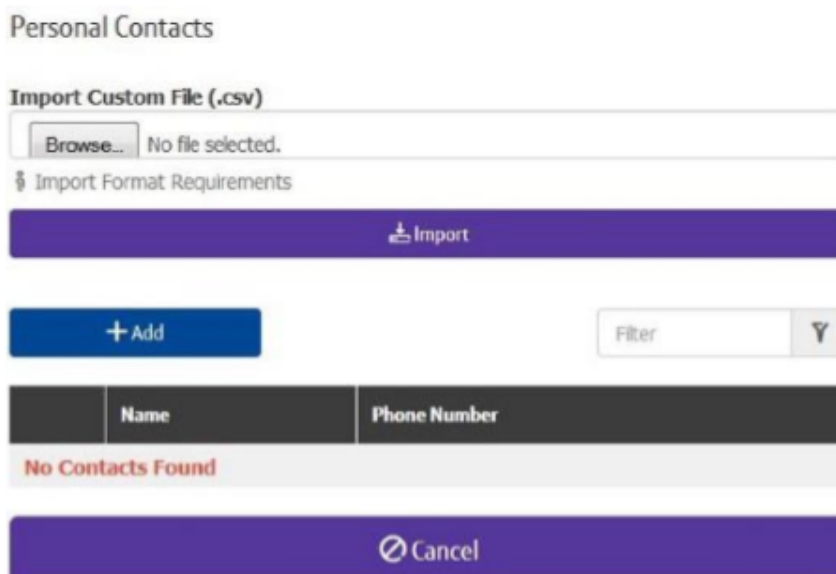 Personal Contacts
Import Custom File (.csv)
Browse... No file selected.
Import Format Requirements
Import
Add Filter
Name Phone Number
No Contacts Found
Cancel